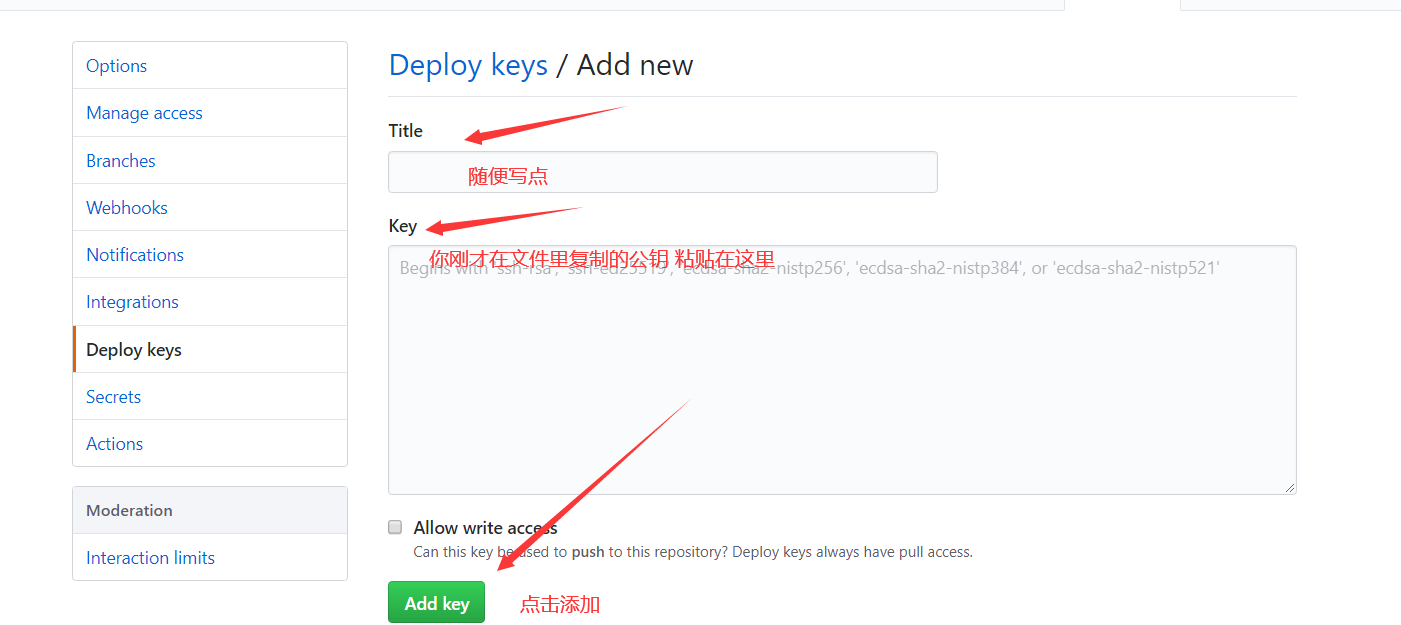 Options
Manage access
Branches
Webhooks
Notifications
Integrations
Deploy keys
Secrets
Actions
Moderation
Interaction limits
Deploy keys / Add new
Title
随便写点
Key
你刚才在文件里复制的公钥 粘贴在这里
Begins with 'ssh-rsa', 'ssh-ed25519', 'ecdsa-sha2-nistp256', 'ecdsa-sha2-nistp384', or 'ecdsa-sha2-nistp521'
Allow write access
Can this key be used to push to this repository? Deploy keys always have pull access.
Add key
点击添加